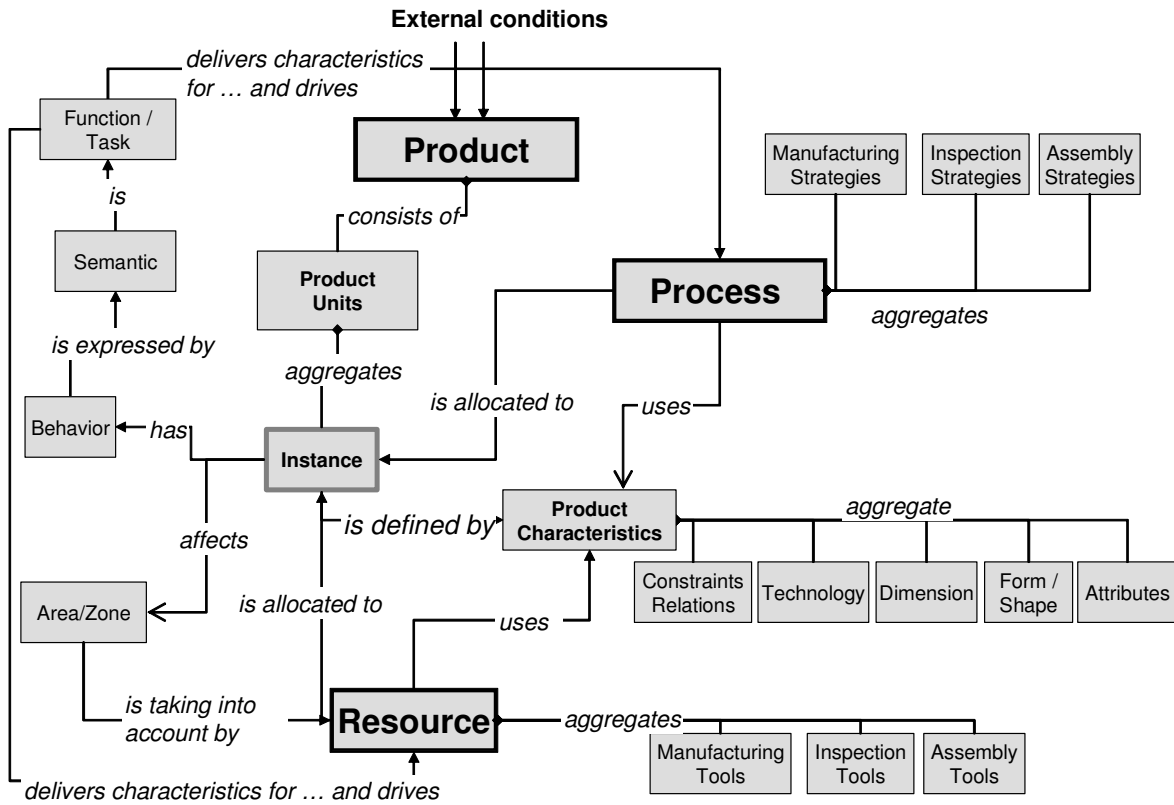 External conditions
delivers characteristics
for … and drives
Function /
Task
Product
Manufacturing
Strategies
Inspection
Strategies
Assembly
Strategies
is
consists of
Semantic
Product
Units
Process
aggregates
is expressed by
aggregates
is allocated to
uses
Behavior
has
Instance
Product
Characteristics
aggregate
is defined by
affects
Constraints
Relations
Technology
Dimension
Form /
Shape
Attributes
Area/Zone
is allocated to
uses
is taking into
account by
Resource
aggregates
Manufacturing
Tools
Inspection
Tools
Assembly
Tools
delivers characteristics for … and drives